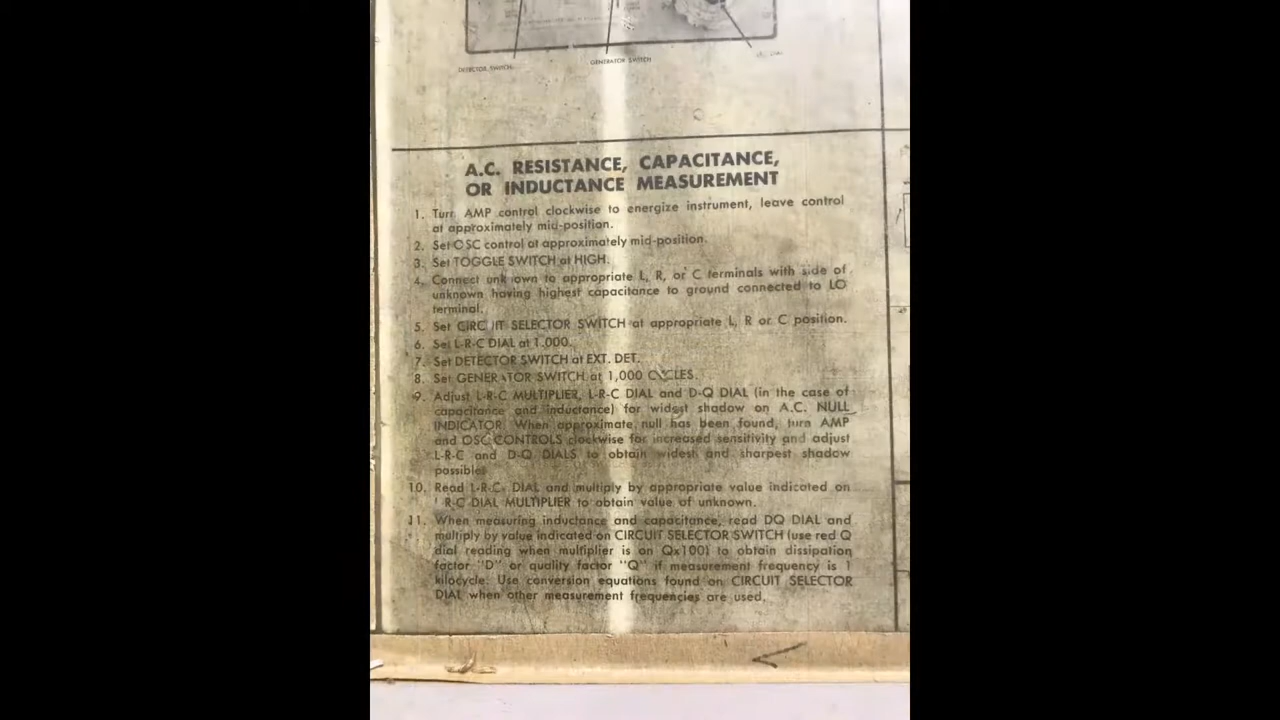 DETECTOR SWITCH
GENERATOR SWITCH
A.C. RESISTANCE, CAPACITANCE,
OR INDUCTANCE MEASUREMENT
1. Turn AMP control clockwise to energize instrument, leave control
at approximately mid-position.
2. Set OSC control at approximately mid-position.
3. Set TOGGLE SWITCH at HIGH.
4. Connect unknown to appropriate L, R, or C terminals with side of
unknown having highest capacitance to ground connected to LO
terminal.
5. Set CIRCUIT SELECTOR SWITCH at appropriate L, R or C position.
6. Set L-R-C DIAL at 1.000.
7. Set DETECTOR SWITCH at EXT. DET.
8. Set GENERATOR SWITCH at 1,000 CYCLES.
9. Adjust L-R-C MULTIPLIER, L-R-C DIAL and D-Q DIAL (in the case of
capacitance and inductance) for widest shadow on A.C. NULL
INDICATOR. When approximate null has been found, turn AMP
and OSC CONTROLS clockwise for increased sensitivity and adjust
L-R-C and D-Q DIALS to obtain widest and sharpest shadow
possible.
10. Read L-R-C DIAL and multiply by appropriate value indicated on
L R-C DIAL MULTIPLIER to obtain value of unknown.
11. When measuring inductance and capacitance, read DQ DIAL and
multiply by value indicated on CIRCUIT SELECTOR SWITCH (use red Q
dial reading when multiplier is on Qx100) to obtain dissipation
factor "D" or quality factor "Q" if measurement frequency is 1
kilocycle. Use conversion equations found on CIRCUIT SELECTOR
DIAL when other measurement frequencies are used.